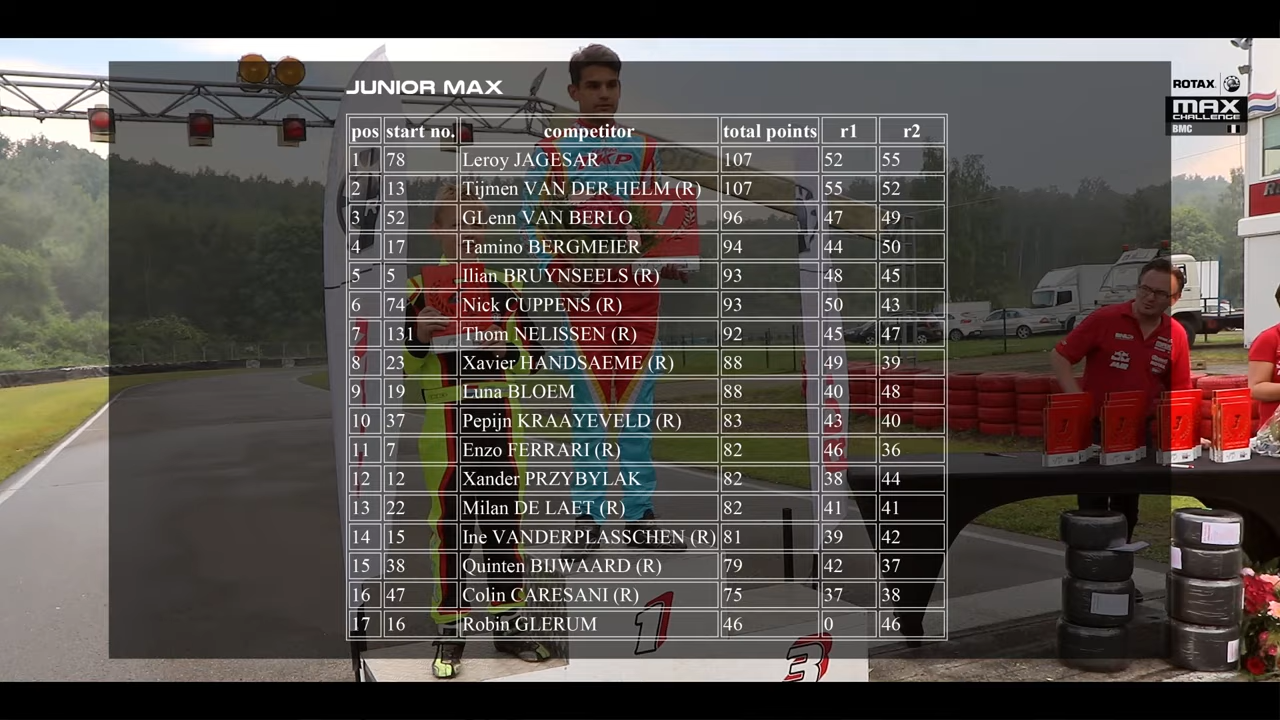 JUNIOR MAX
ROTAX
MAX
CHALLENGE
BMC
pos start no. competitor total points r1 r2
1 78 Leroy JAGESAR 107 52 55
2 13 Tijmen VAN DER HELM (R) 107 55 52
3 52 GLenn VAN BERLO 96 47 49
4 17 Tamino BERGMEIER 94 44 50
5 5 Ilian BRUYNSEELS (R) 93 48 45
6 74 Nick CUPPENS (R) 93 50 43
7 131 Thom NELISSEN (R) 92 45 47
8 23 Xavier HANDSAEME (R) 88 49 39
9 19 Luna BLOEM 88 40 48
10 37 Pepijn KRAAYEVELD (R) 83 43 40
11 7 Enzo FERRARI (R) 82 46 36
12 12 Xander PRZYBYLAK 82 38 44
13 22 Milan DE LAET (R) 82 41 41
14 15 Ine VANDERPLASSCHEN (R) 81 39 42
15 38 Quinten BIJWAARD (R) 79 42 37
16 47 Colin CARESANI (R) 75 37 38
17 16 Robin GLERUM 46 0 46
1
3